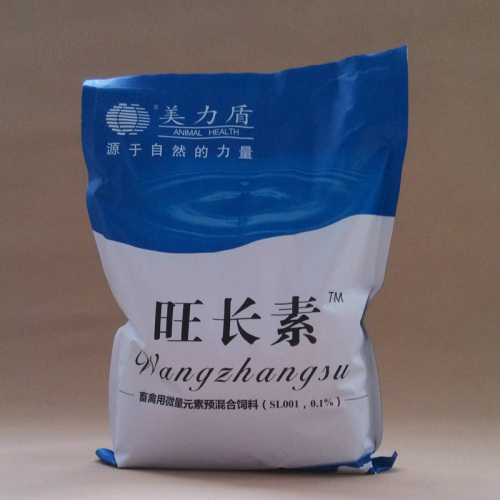 ® 美力盾
ANIMAL HEALTH
源于自然的力量
旺长素™
Wangzhangsu
畜禽用微量元素预混合饲料（SL001，0.1%）